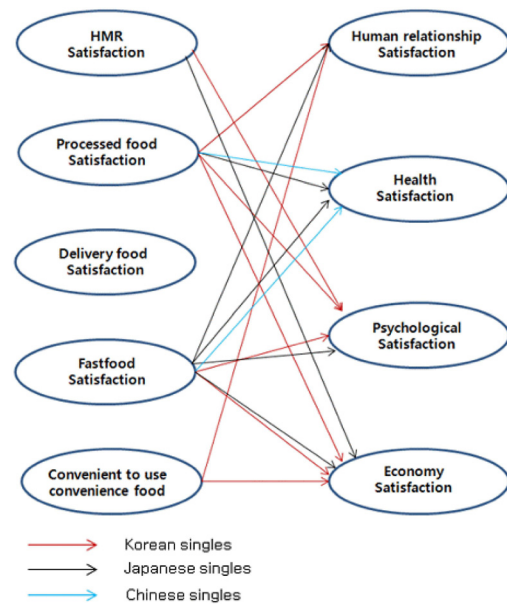 HMR
Satisfaction
Human relationship
Satisfaction
Processed food
Satisfaction
Health
Satisfaction
Delivery food
Satisfaction
Psychological
Satisfaction
Fastfood
Satisfaction
Convenient to use
convenience food
Economy
Satisfaction
Korean singles
Japanese singles
Chinese singles